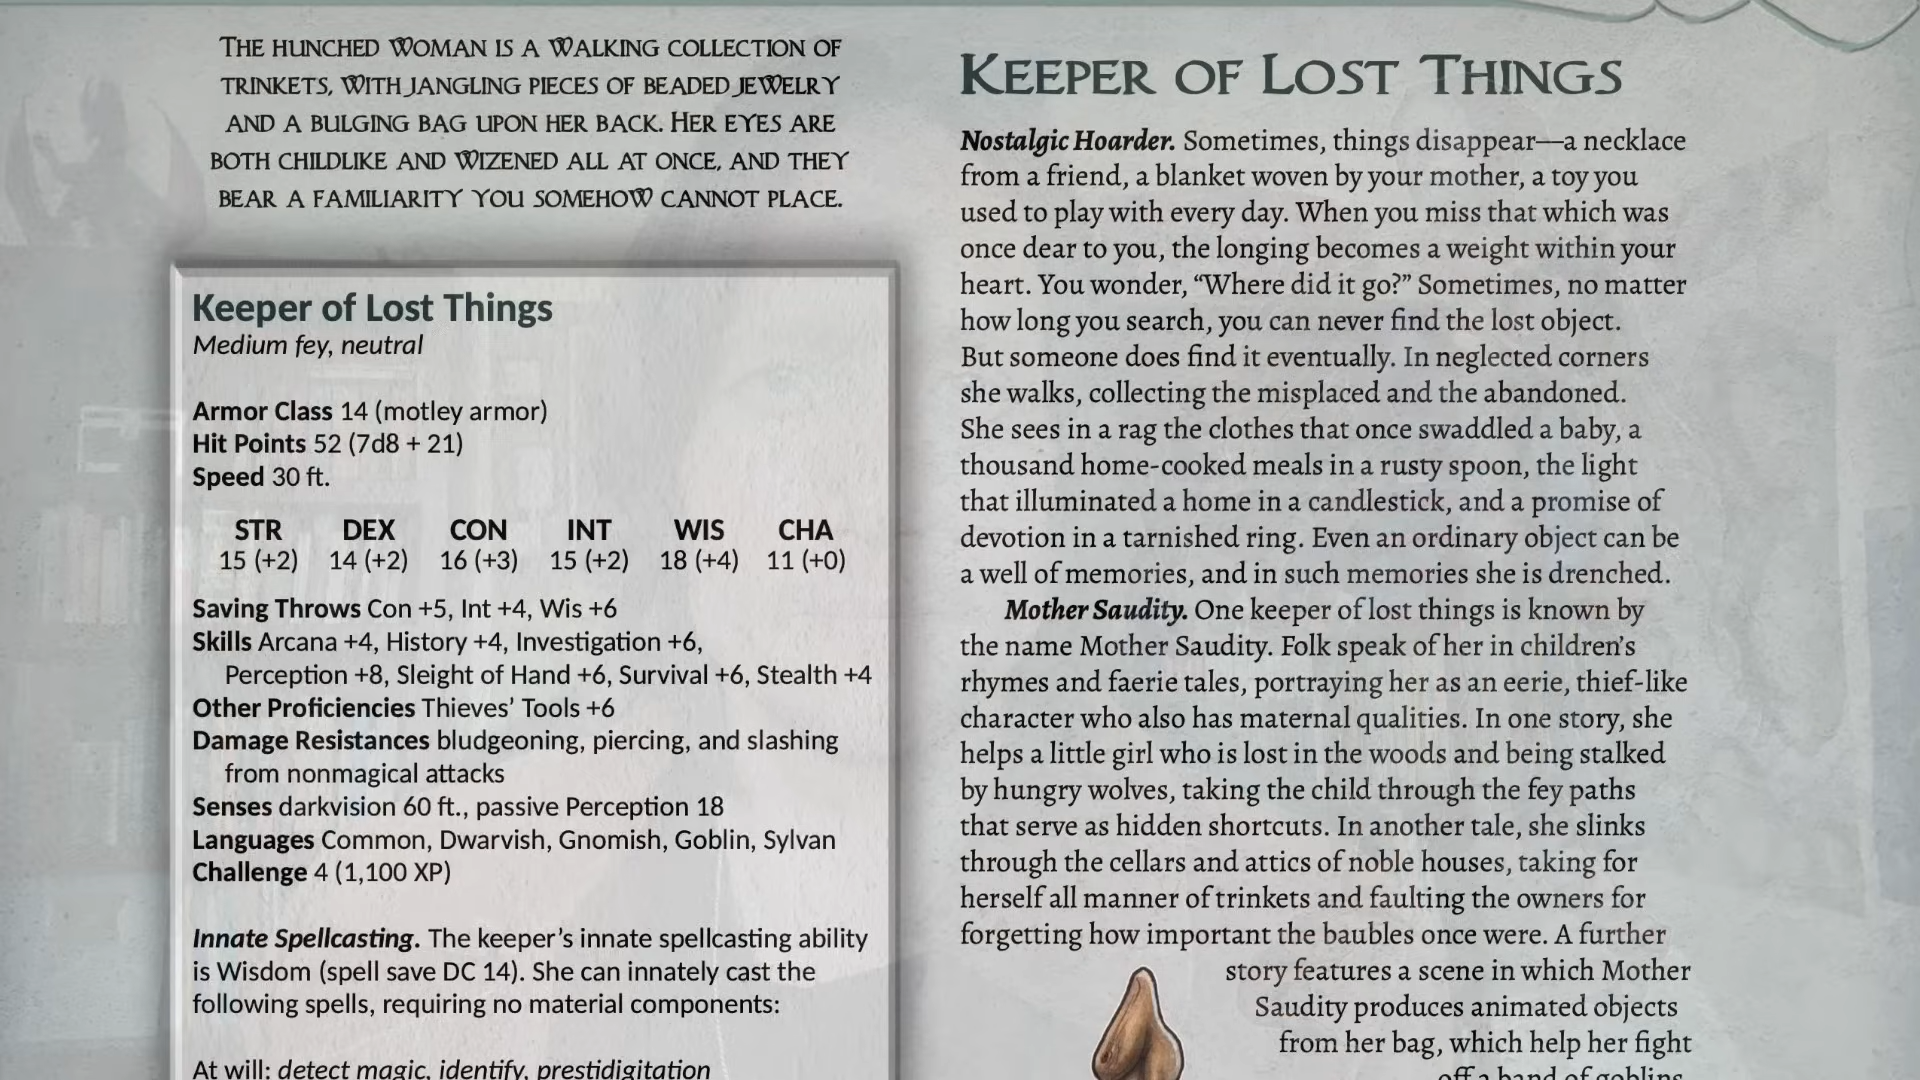 The hunched woman is a walking collection of
trinkets, with jangling pieces of beaded jewelry
and a bulging bag upon her back. Her eyes are
both childlike and wizened all at once, and they
bear a familiarity you somehow cannot place.
Keeper of Lost Things
Medium fey, neutral
Armor Class 14 (motley armor)
Hit Points 52 (7d8 + 21)
Speed 30 ft.
STR DEX CON INT WIS CHA
15 (+2) 14 (+2) 16 (+3) 15 (+2) 18 (+4) 11 (+0)
Saving Throws Con +5, Int +4, Wis +6
Skills Arcana +4, History +4, Investigation +6,
Perception +8, Sleight of Hand +6, Survival +6, Stealth +4
Other Proficiencies Thieves’ Tools +6
Damage Resistances bludgeoning, piercing, and slashing
from nonmagical attacks
Senses darkvision 60 ft., passive Perception 18
Languages Common, Dwarvish, Gnomish, Goblin, Sylvan
Challenge 4 (1,100 XP)
Innate Spellcasting. The keeper’s innate spellcasting ability
is Wisdom (spell save DC 14). She can innately cast the
following spells, requiring no material components:
At will: detect magic, identify, prestidigitation
Keeper of Lost Things
Nostalgic Hoarder. Sometimes, things disappear—a necklace
from a friend, a blanket woven by your mother, a toy you
used to play with every day. When you miss that which was
once dear to you, the longing becomes a weight within your
heart. You wonder, “Where did it go?” Sometimes, no matter
how long you search, you can never find the lost object.
But someone does find it eventually. In neglected corners
she walks, collecting the misplaced and the abandoned.
She sees in a rag the clothes that once swaddled a baby, a
thousand home-cooked meals in a rusty spoon, the light
that illuminated a home in a candlestick, and a promise of
devotion in a tarnished ring. Even an ordinary object can be
a well of memories, and in such memories she is drenched.
Mother Saudity. One keeper of lost things is known by
the name Mother Saudity. Folk speak of her in children’s
rhymes and faerie tales, portraying her as an eerie, thief-like
character who also has maternal qualities. In one story, she
helps a little girl who is lost in the woods and being stalked
by hungry wolves, taking the child through the fey paths
that serve as hidden shortcuts. In another tale, she slinks
through the cellars and attics of noble houses, taking for
herself all manner of trinkets and faulting the owners for
forgetting how important the baubles once were. A further
story features a scene in which Mother
Saudity produces animated objects
from her bag, which help her fight
off a band of goblins.